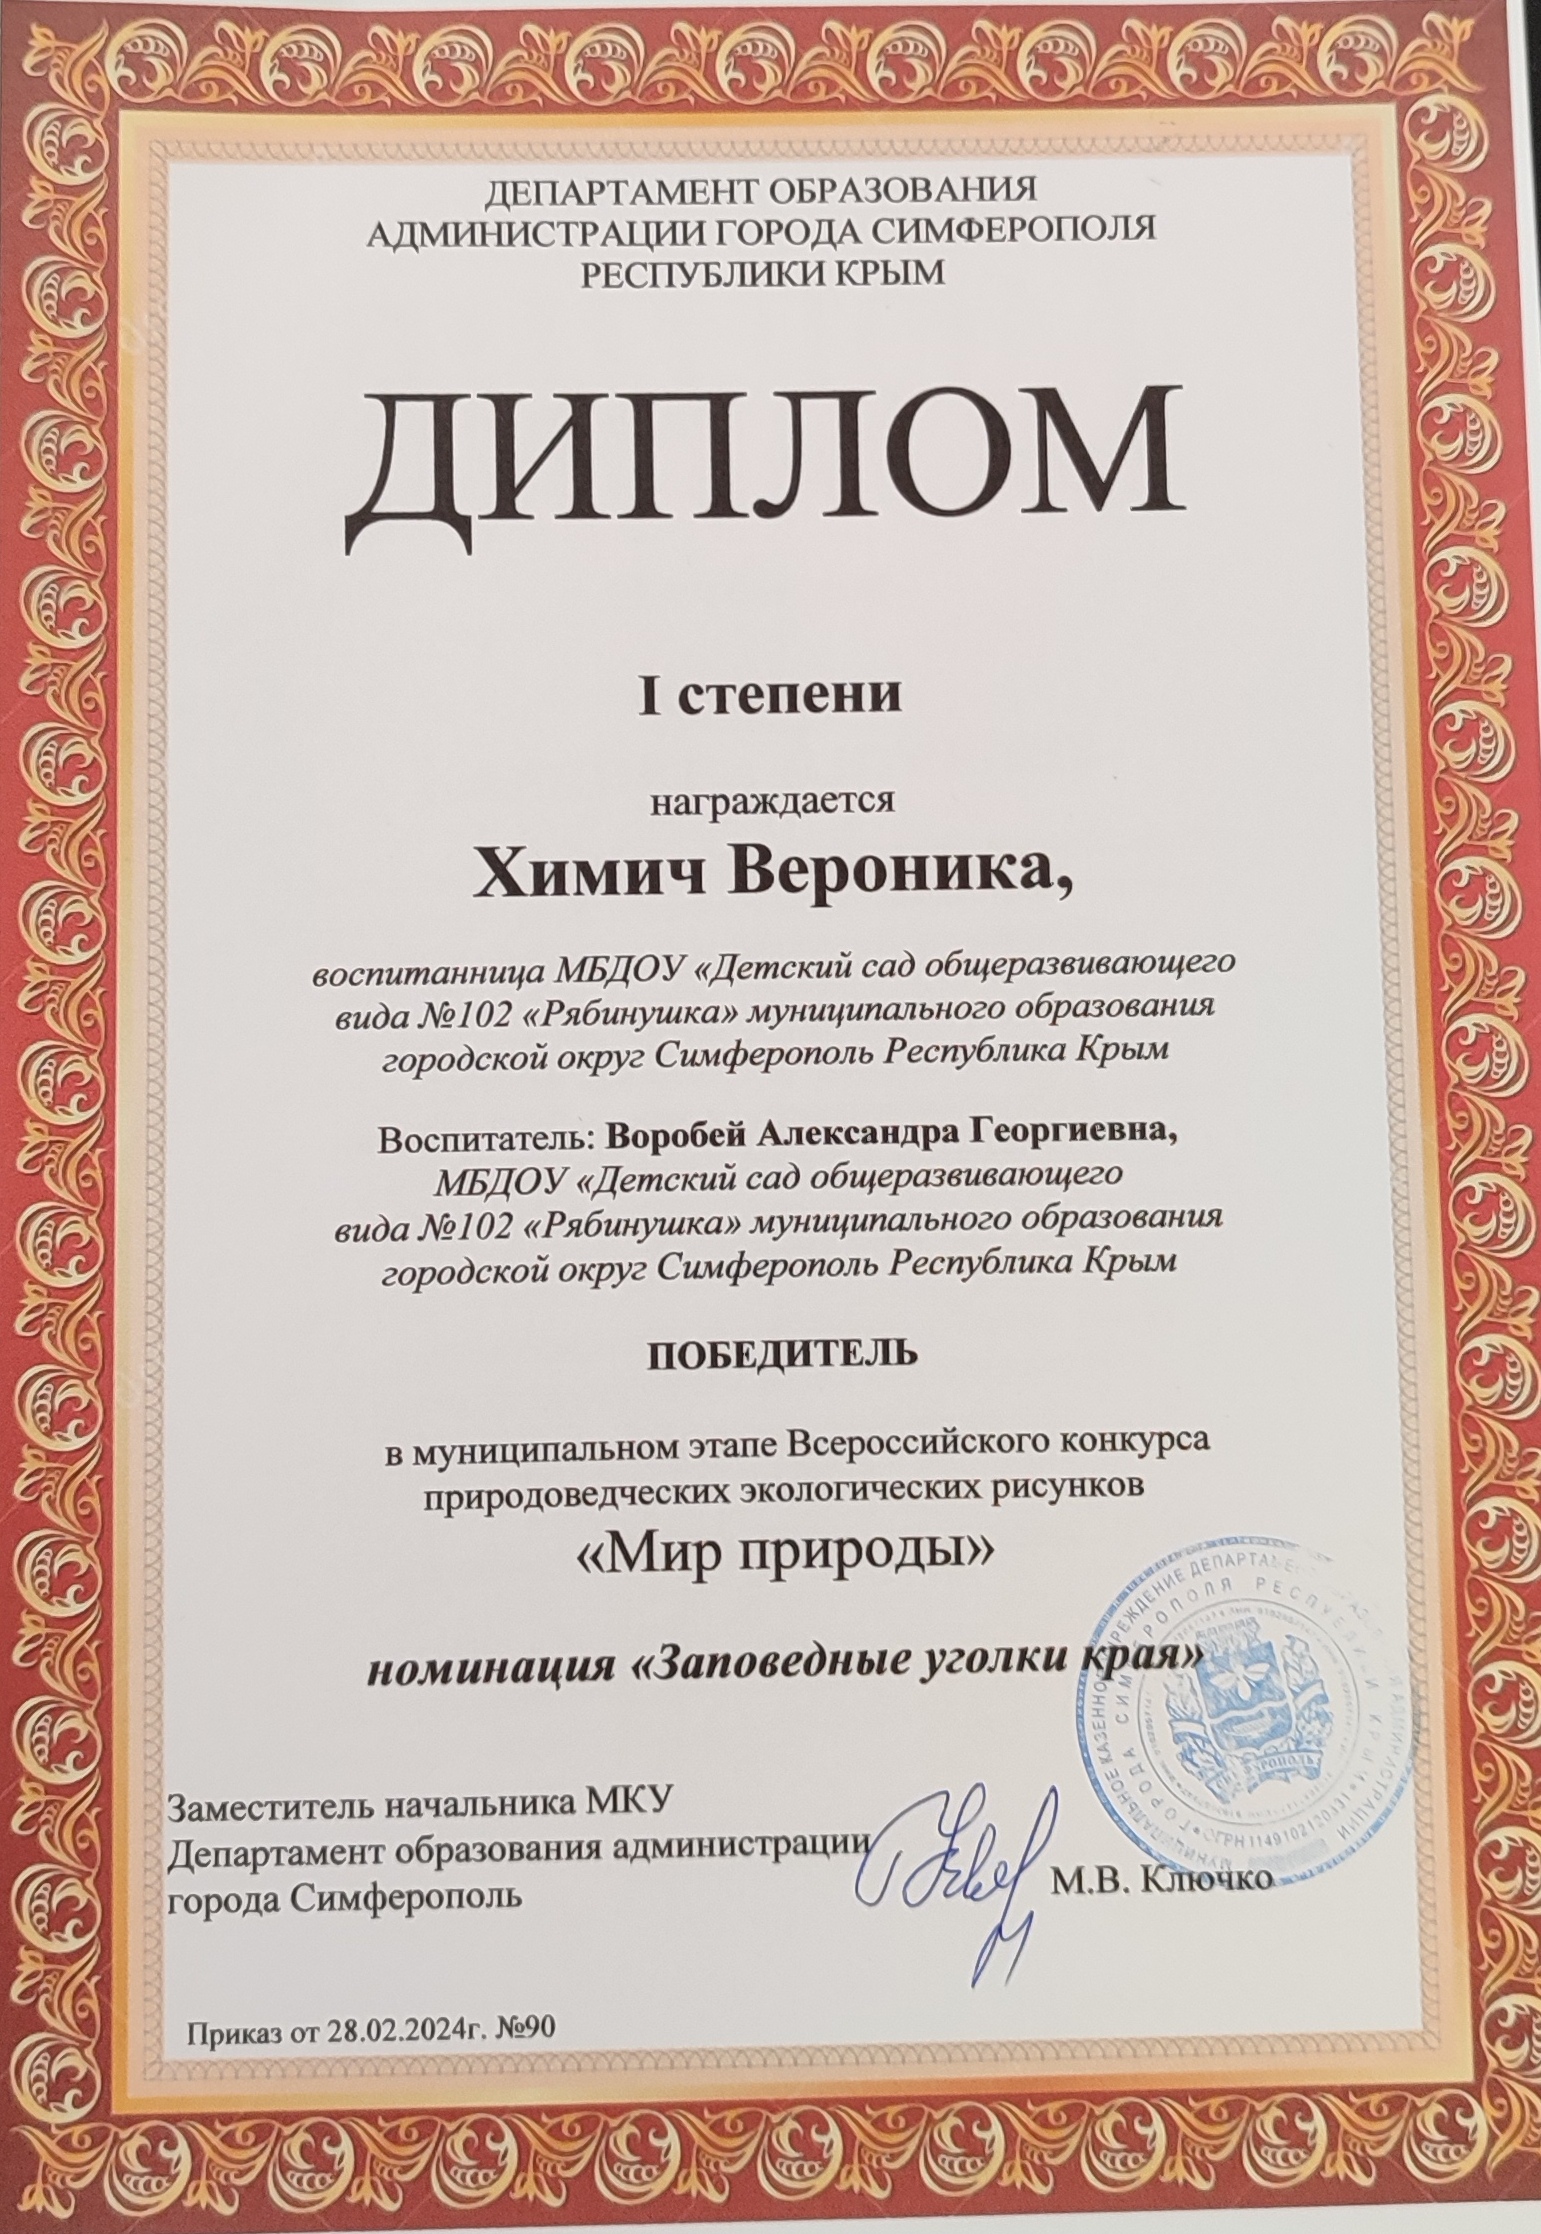 ДЕПАРТАМЕНТ ОБРАЗОВАНИЯ
АДМИНИСТРАЦИИ ГОРОДА СИМФЕРОПОЛЯ
РЕСПУБЛИКИ КРЫМ
ДИПЛОМ
I степени
награждается
Химич Вероника,
воспитанница МБДОУ «Детский сад общеразвивающего
вида №102 «Рябинушка» муниципального образования
городской округ Симферополь Республика Крым
Воспитатель: Воробей Александра Георгиевна,
МБДОУ «Детский сад общеразвивающего
вида №102 «Рябинушка» муниципального образования
городской округ Симферополь Республика Крым
ПОБЕДИТЕЛЬ
в муниципальном этапе Всероссийского конкурса
природоведческих экологических рисунков
«Мир природы»
номинация «Заповедные уголки края»
Заместитель начальника МКУ
Департамент образования администрации
города Симферополь
М.В. Ключко
Приказ от 28.02.2024г. №90